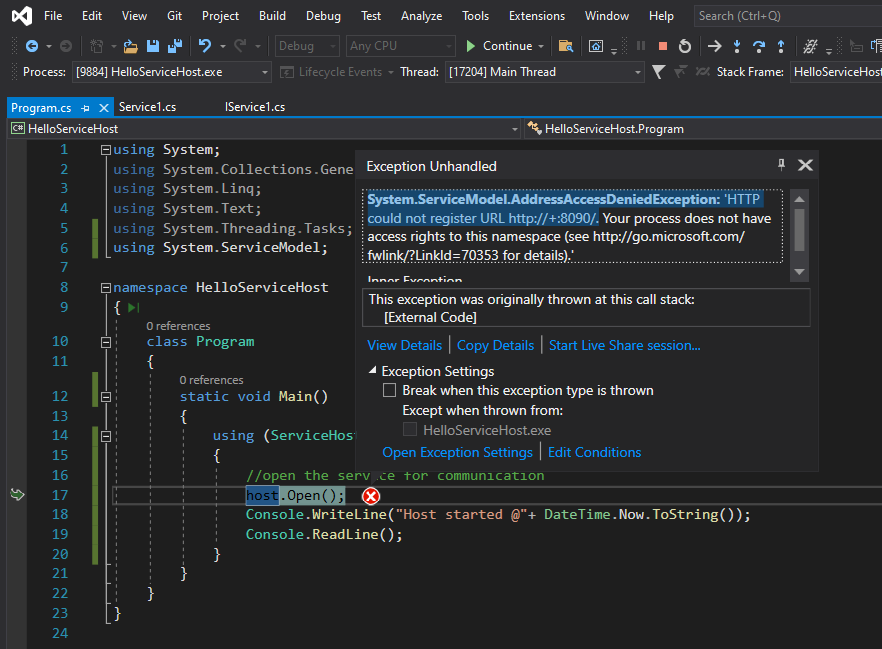 File Edit View Git Project Build Debug Test Analyze Tools Extensions Window Help Search (Ctrl+Q)
Debug Any CPU Continue
Process: [9884] HelloServiceHost.exe Lifecycle Events Thread: [17204] Main Thread Stack Frame: HelloServiceHost
Program.cs Service1.cs IService1.cs
C# HelloServiceHost HelloServiceHost.Program
1 using System;
2 using System.Collections.Gene
3 using System.Linq;
4 using System.Text;
5 using System.Threading.Tasks;
6 using System.ServiceModel;
7
8 namespace HelloServiceHost
9 {
0 references
10 class Program
11 {
0 references
12 static void Main()
13 {
14 using (ServiceHost
15 {
16 //open the service for communication
17 host.Open();
18 Console.WriteLine("Host started @"+ DateTime.Now.ToString());
19 Console.ReadLine();
20 }
21 }
22 }
23 }
24
Exception Unhandled
System.ServiceModel.AddressAccessDeniedException: 'HTTP
could not register URL http://+:8090/. Your process does not have
access rights to this namespace (see http://go.microsoft.com/
fwlink/?LinkId=70353 for details).'
Inner Exception
This exception was originally thrown at this call stack:
[External Code]
View Details Copy Details Start Live Share session...
Exception Settings
Break when this exception type is thrown
Except when thrown from:
HelloServiceHost.exe
Open Exception Settings Edit Conditions